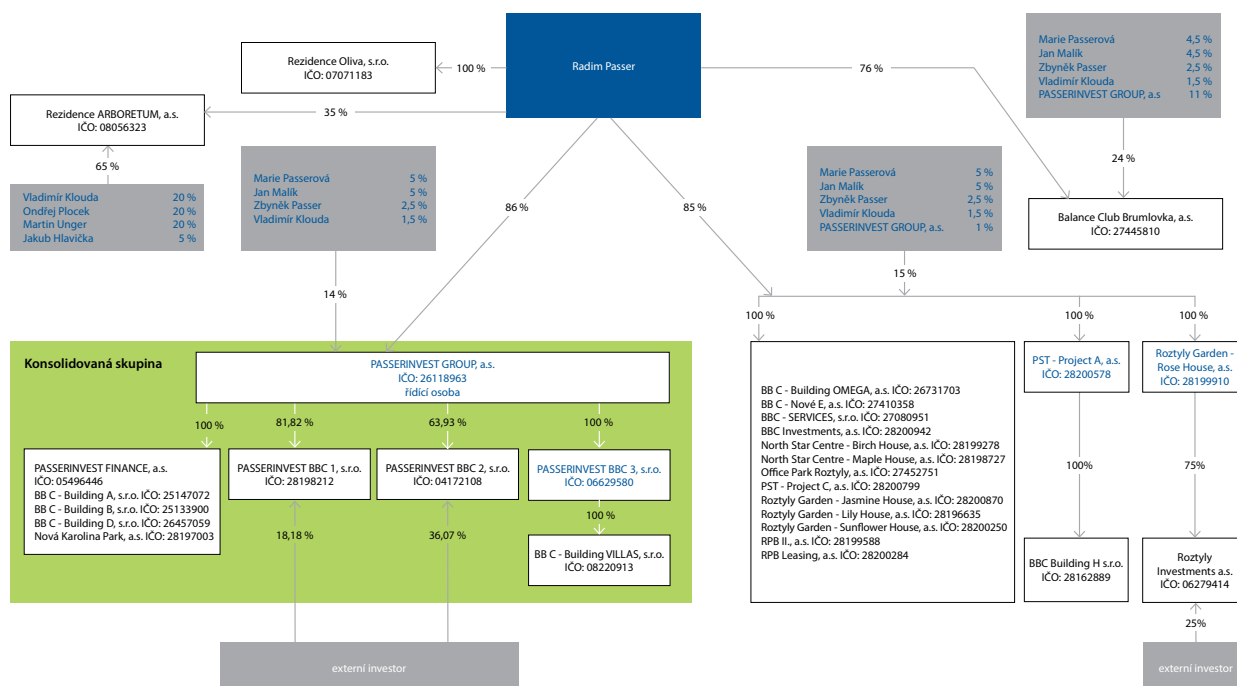 Radim Passer
Rezidence Oliva, s.r.o.
IČO: 07071183
100 %
76 %
Marie Passerová 4,5 %
Jan Malík 4,5 %
Zbyněk Passer 2,5 %
Vladimír Klouda 1,5 %
PASSERINVEST GROUP, a.s 11 %
Rezidence ARBORETUM, a.s.
IČO: 08056323
35 %
65 %
Vladimír Klouda 20 %
Ondřej Plocek 20 %
Martin Unger 20 %
Jakub Hlavička 5 %
Marie Passerová 5 %
Jan Malík 5 %
Zbyněk Passer 2,5 %
Vladimír Klouda 1,5 %
86 %
85 %
Marie Passerová 5 %
Jan Malík 5 %
Zbyněk Passer 2,5 %
Vladimír Klouda 1,5 %
PASSERINVEST GROUP, a.s. 1 %
24 %
Balance Club Brumlovka, a.s.
IČO: 27445810
14 %
15 %
100 %
100 %
100 %
Konsolidovaná skupina
PASSERINVEST GROUP, a.s.
IČO: 26118963
řídící osoba
100 %
81,82 %
63,93 %
100 %
PASSERINVEST FINANCE, a.s.
IČO: 05496446
BB C - Building A, s.r.o. IČO: 25147072
BB C - Building B, s.r.o. IČO: 25133900
BB C - Building D, s.r.o. IČO: 26457059
Nová Karolina Park, a.s. IČO: 28197003
PASSERINVEST BBC 1, s.r.o.
IČO: 28198212
PASSERINVEST BBC 2, s.r.o.
IČO: 04172108
PASSERINVEST BBC 3, s.r.o.
IČO: 06629580
100 %
BB C - Building VILLAS, s.r.o.
IČO: 08220913
18,18 %
36,07 %
externí investor
BB C - Building OMEGA, a.s. IČO: 26731703
BB C - Nové E, a.s. IČO: 27410358
BBC - SERVICES, s.r.o. IČO: 27080951
BBC Investments, a.s. IČO: 28200942
North Star Centre - Birch House, a.s. IČO: 28199278
North Star Centre - Maple House, a.s. IČO: 28198727
Office Park Roztyly, a.s. IČO: 27452751
PST - Project C, a.s. IČO: 28200799
Roztyly Garden - Jasmine House, a.s. IČO: 28200870
Roztyly Garden - Lily House, a.s. IČO: 28196635
Roztyly Garden - Sunflower House, a.s. IČO: 28200250
RPB II., a.s. IČO: 28199588
RPB Leasing, a.s. IČO: 28200284
PST - Project A, a.s.
IČO: 28200578
100%
BBC Building H s.r.o.
IČO: 28162889
Roztyly Garden -
Rose House, a.s.
IČO: 28199910
75%
Roztyly
Investments a.s.
IČO: 06279414
25%
externí investor